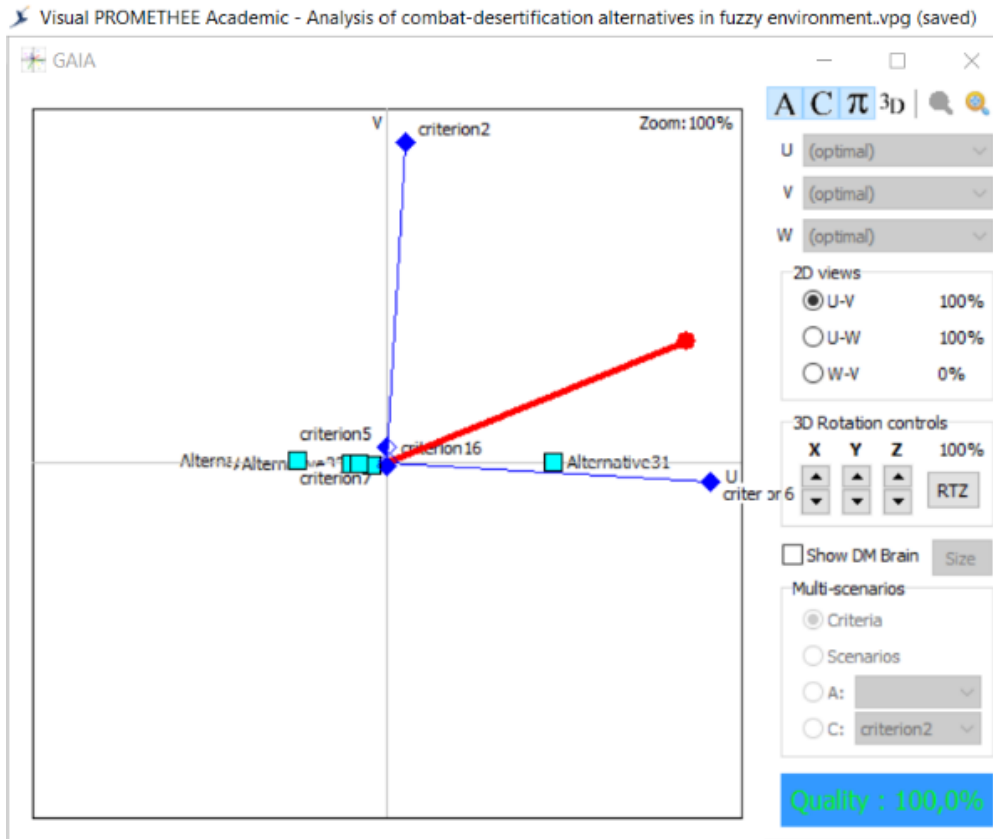 Visual PROMETHEE Academic - Analysis of combat-desertification alternatives in fuzzy environment..vpg (saved)
GAIA
V
criterion2
Zoom: 100%
A C π 3D
U (optimal)
V (optimal)
W (optimal)
2D views
U-V 100%
U-W 100%
W-V 0%
3D Rotation controls
X Y Z 100%
RTZ
criterion5
criterion16
Alternative31
criterion7
U
Show DM Brain
Size
Multi-scenarios
Criteria
Scenarios
A:
C: criterion2
Quality : 100,0%